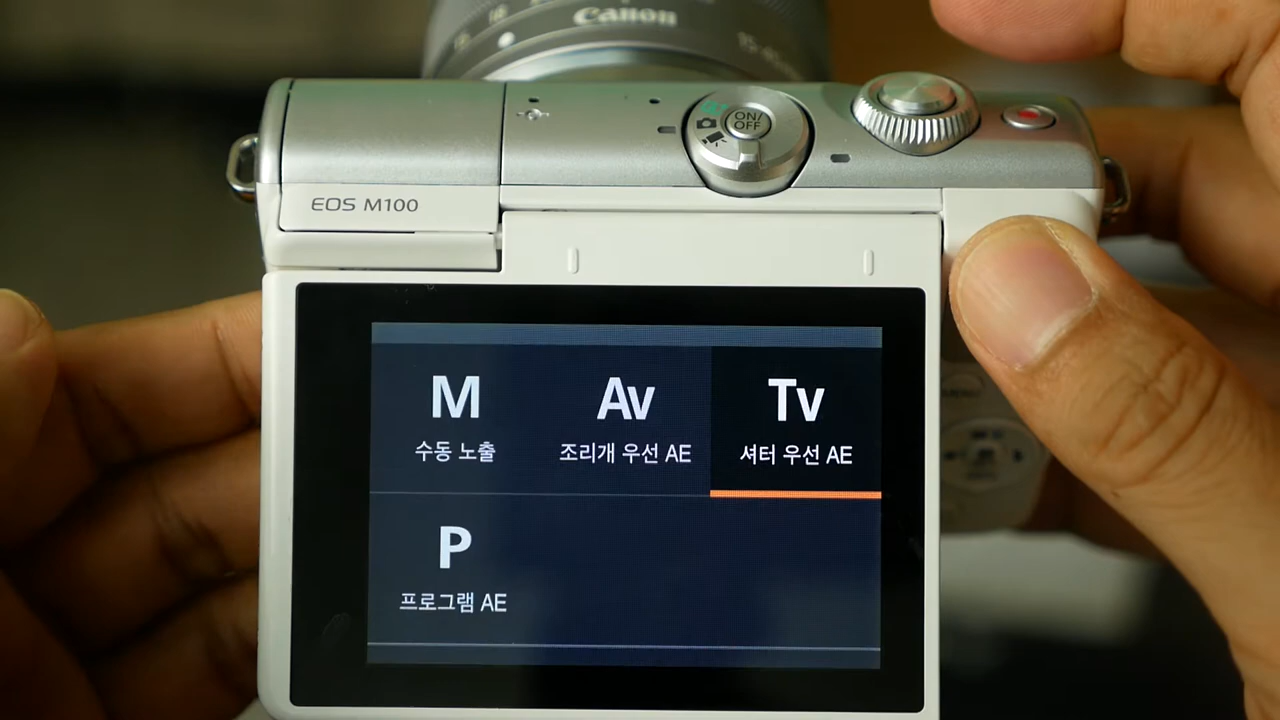 Canon
ON/
OFF
EOS M100
M
수동 노출
Av
조리개 우선 AE
Tv
셔터 우선 AE
P
프로그램 AE